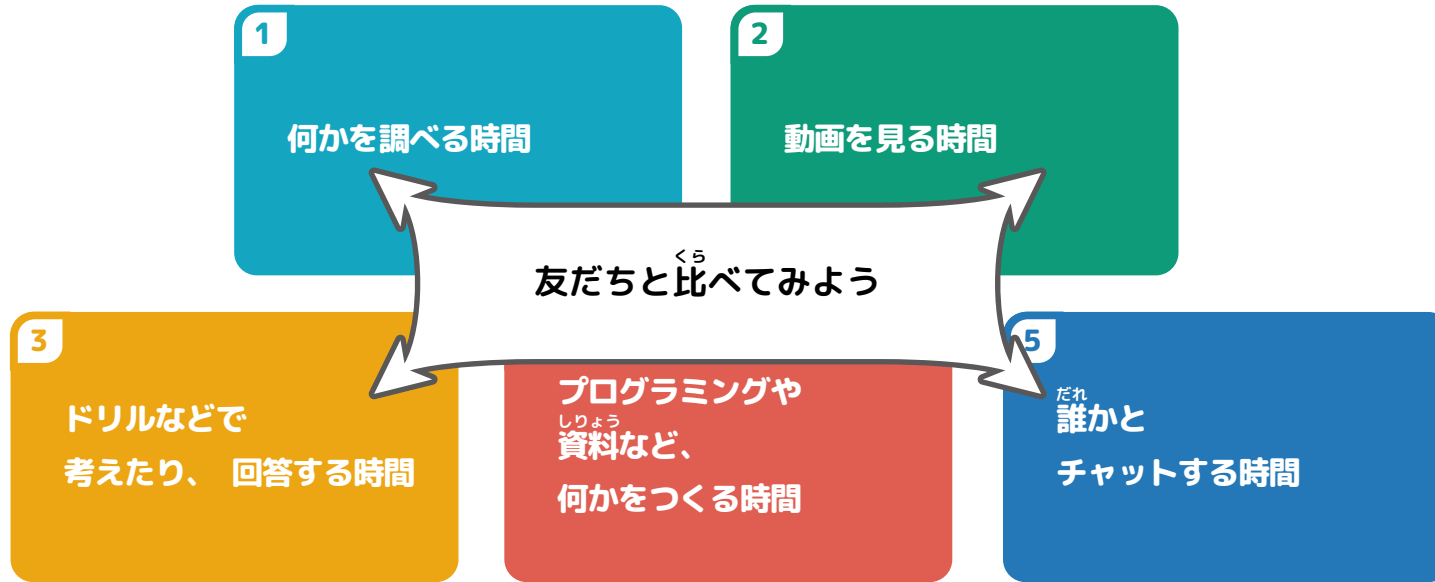 1
何かを調べる時間
2
動画を見る時間
くら
友だちと比べてみよう
3
ドリルなどで
考えたり、 回答する時間
プログラミングや
しりょう
資料など、
何かをつくる時間
5
だれ
誰かと
チャットする時間